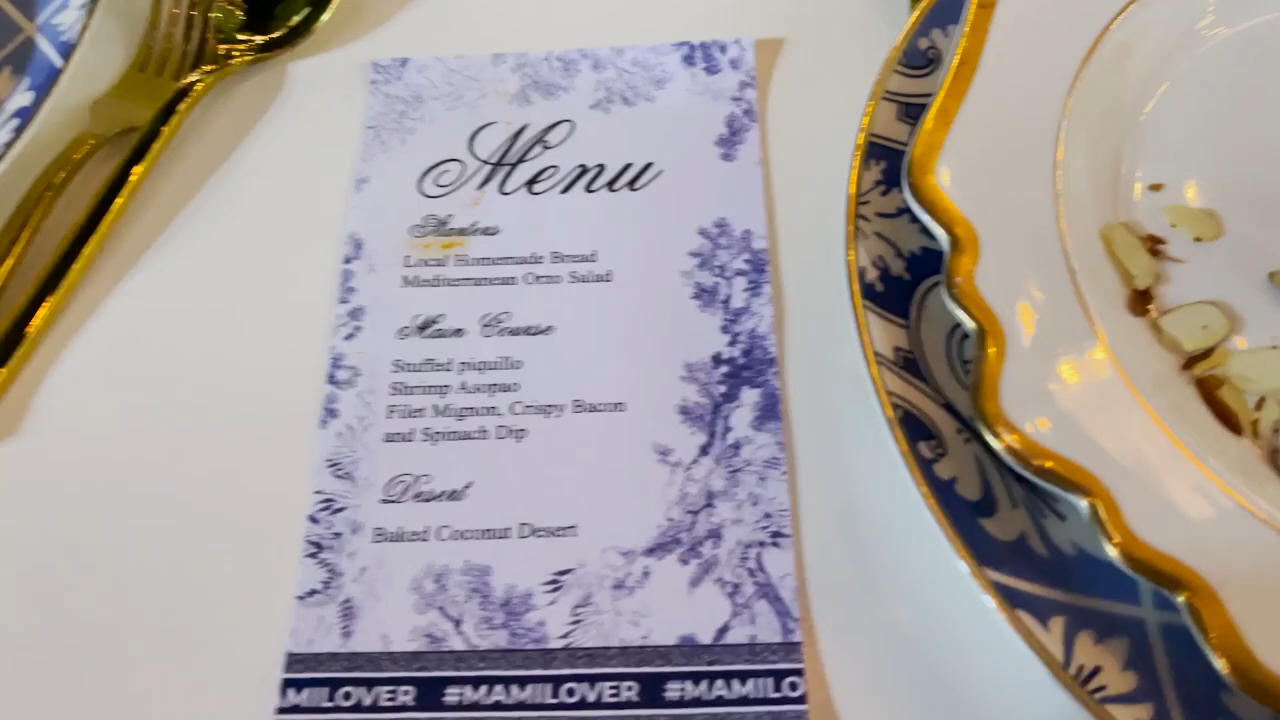 Menu
Starters
Local Homemade Bread
Mediterranean Orzo Salad
Main Course
Stuffed piquillo
Shrimp Asopao
Filet Mignon, Crispy Bacon
and Spinach Dip
Desert
Baked Coconut Desert
MILOVER #MAMILOVER #MAMILO